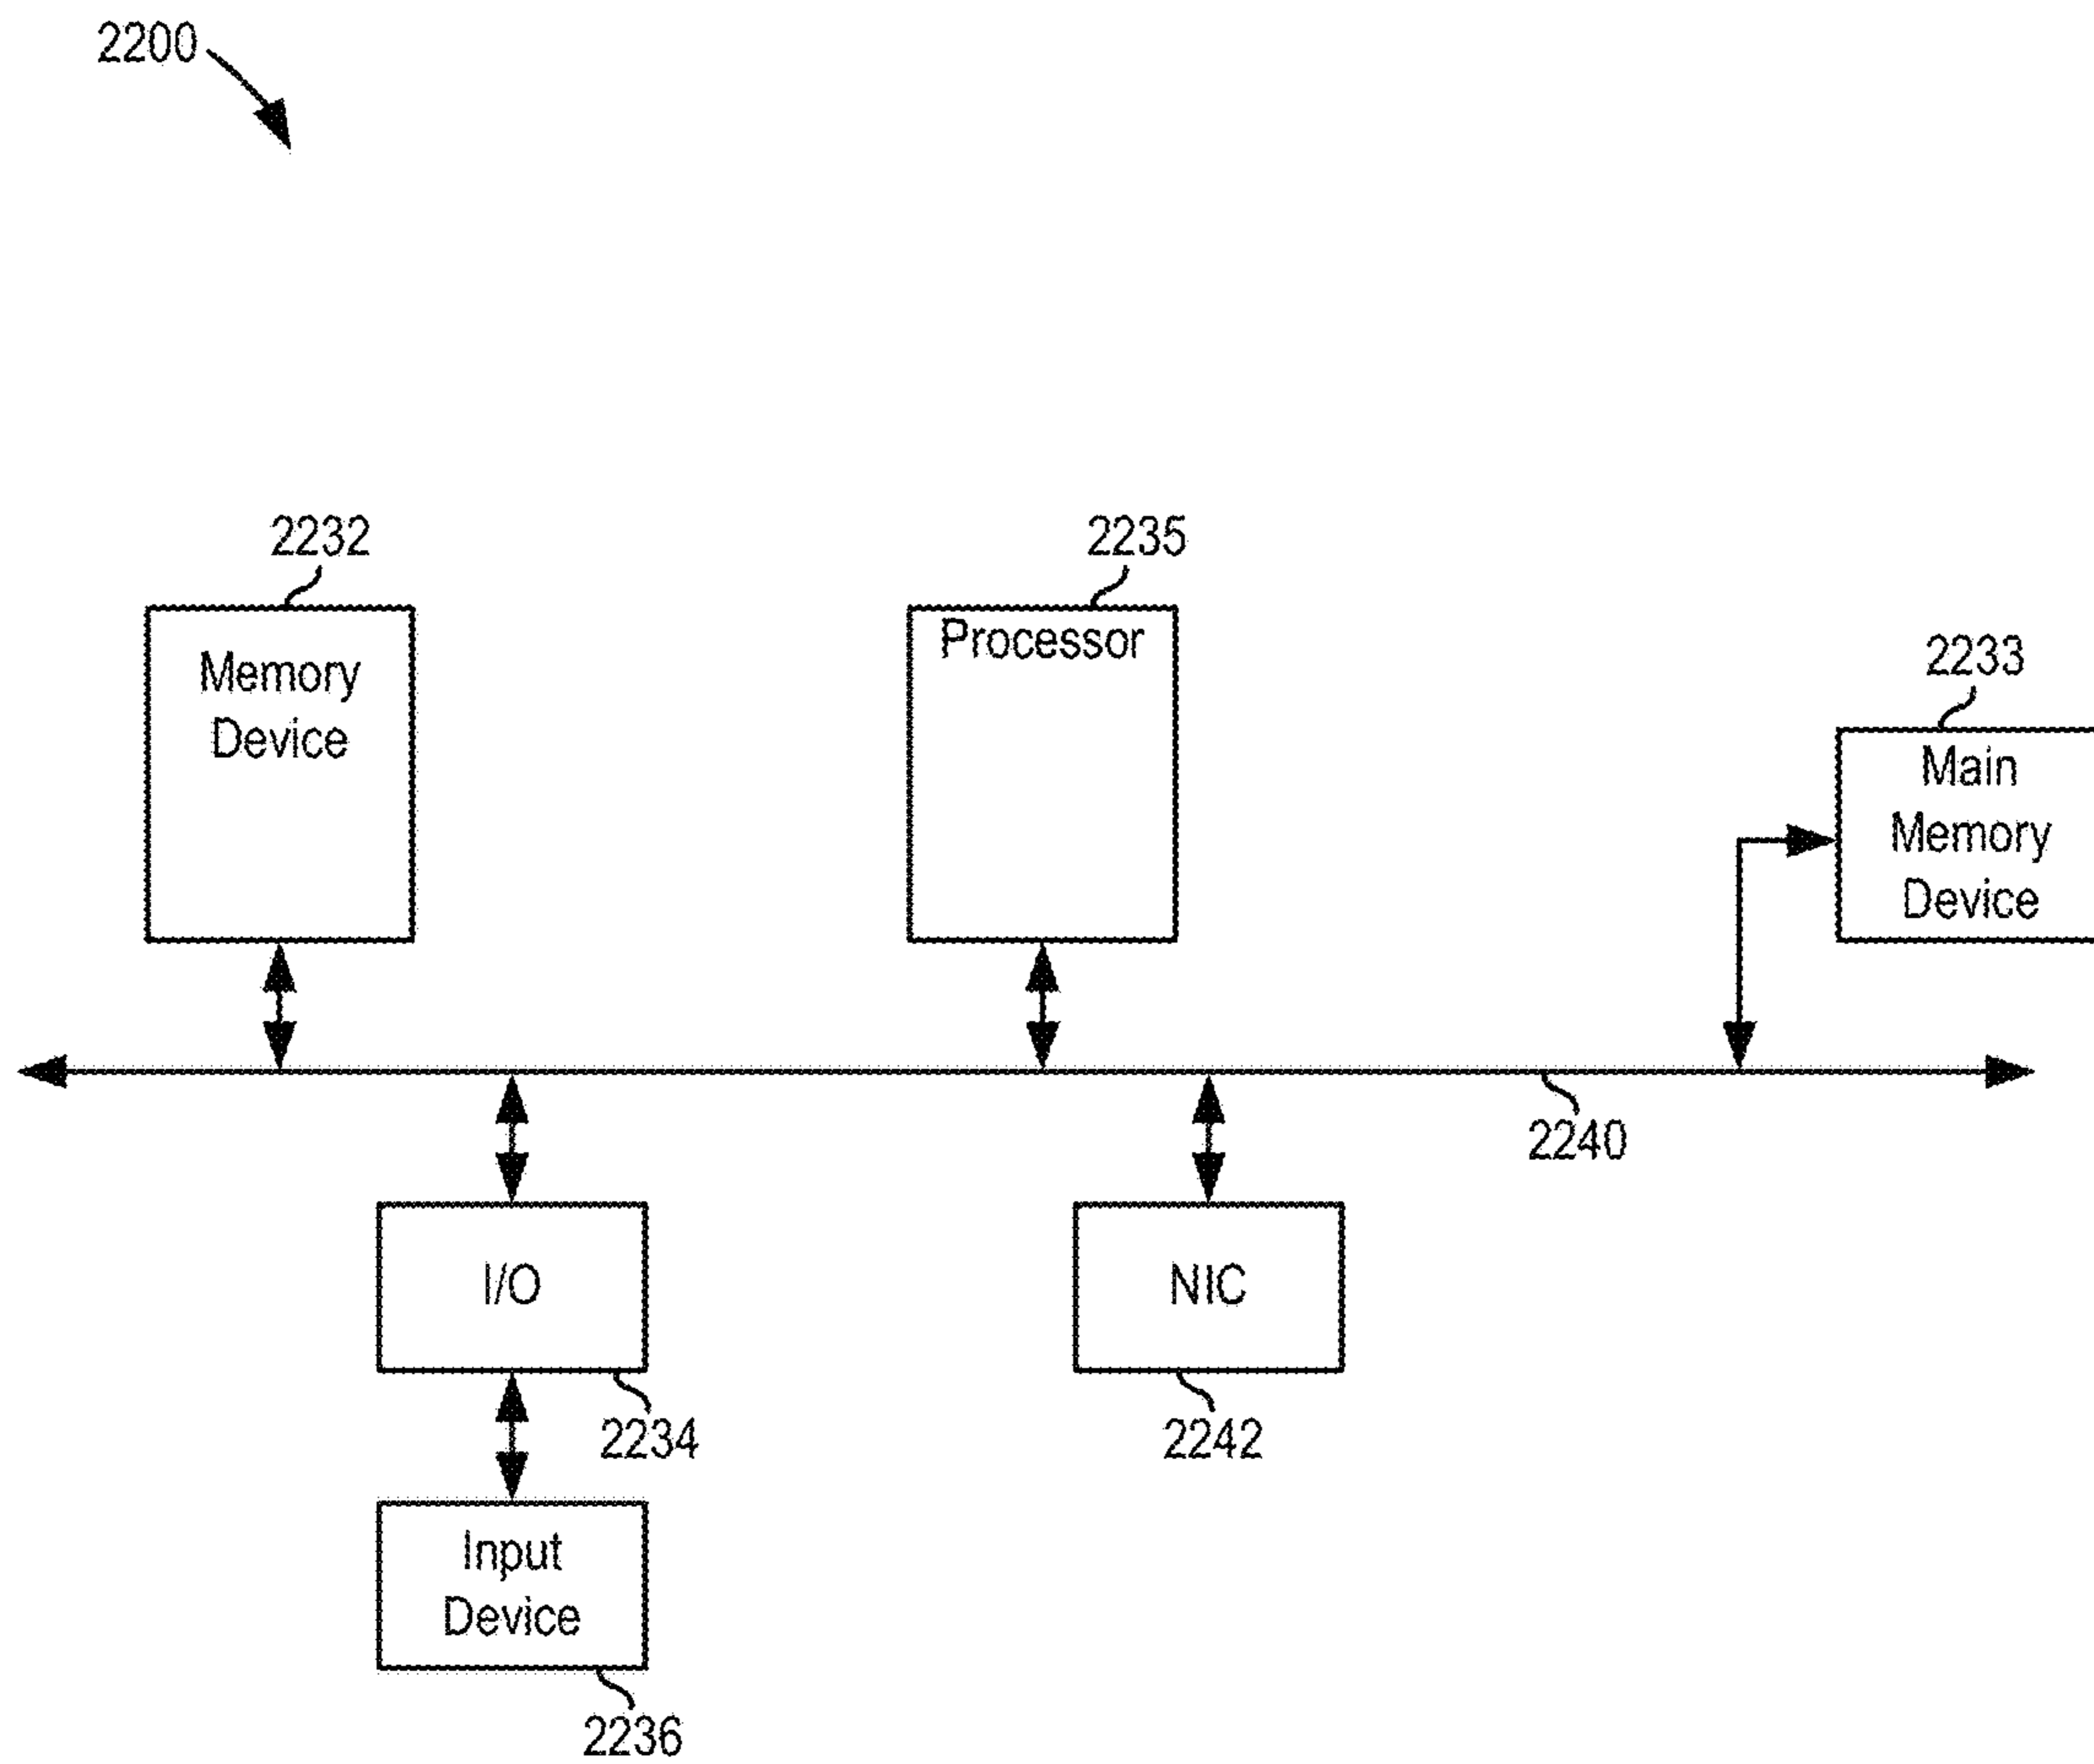 2200
2232
Memory
Device
2235
Processor
2233
Main
Memory
Device
2240
I/O
2234
NIC
2242
Input
Device
2236